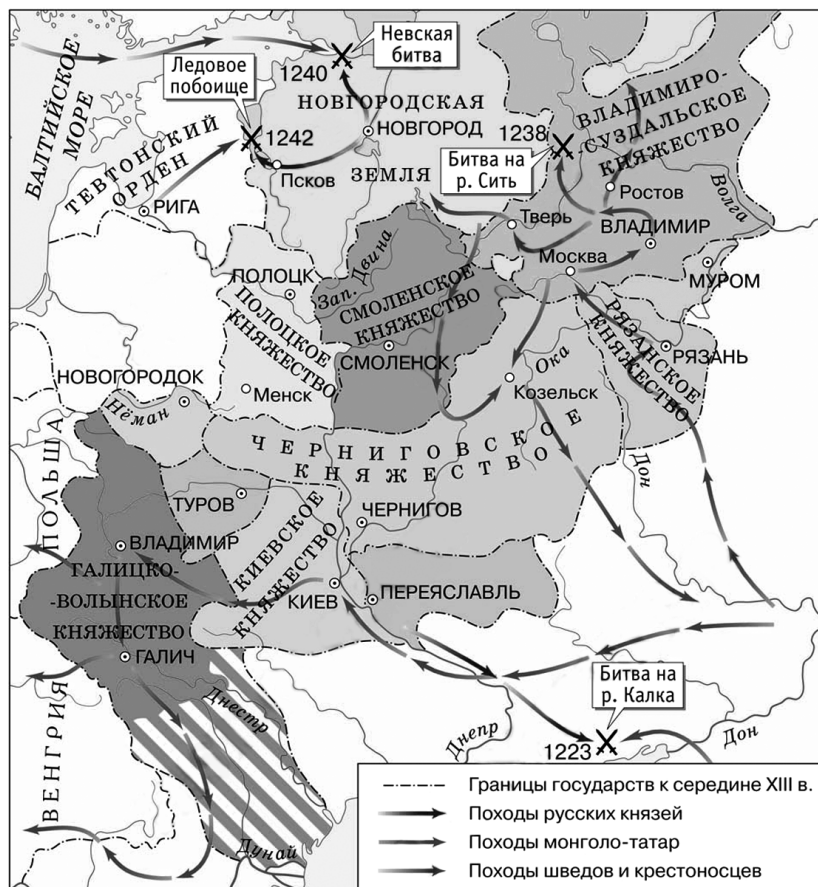 Невская
битва
Ледовое
побоище
1240
БАЛТИЙСКОЕ
МОРЕ
НОВГОРОДСКАЯ
ЗЕМЛЯ
НОВГОРОД
1242
ТЕВТОНСКИЙ
ОРДЕН
Псков
РИГА
1238
Битва на
р. Сить
ВЛАДИМИРО-
СУЗДАЛЬСКОЕ
КНЯЖЕСТВО
Ростов
Волга
Тверь
ВЛАДИМИР
Москва
МУРОМ
ПОЛОЦК
Зап. Двина
ПОЛОЦКОЕ
КНЯЖЕСТВО
СМОЛЕНСКОЕ
КНЯЖЕСТВО
СМОЛЕНСК
РЯЗАНСКОЕ
КНЯЖЕСТВО
РЯЗАНЬ
Ока
Козельск
НОВОГОРОДОК
Менск
Нёман
ПОЛЬША
ЧЕРНИГОВСКОЕ
КНЯЖЕСТВО
Дон
ТУРОВ
ЧЕРНИГОВ
ВЛАДИМИР
КИЕВСКОЕ
КНЯЖЕСТВО
ГАЛИЦКО-
-ВОЛЫНСКОЕ
КНЯЖЕСТВО
КИЕВ
ПЕРЕЯСЛАВЛЬ
ГАЛИЧ
ВЕНГРИЯ
Днестр
Днепр
Битва на
р. Калка
1223
Дон
Дунай
Границы государств к середине XIII в.
Походы русских князей
Походы монголо-татар
Походы шведов и крестоносцев